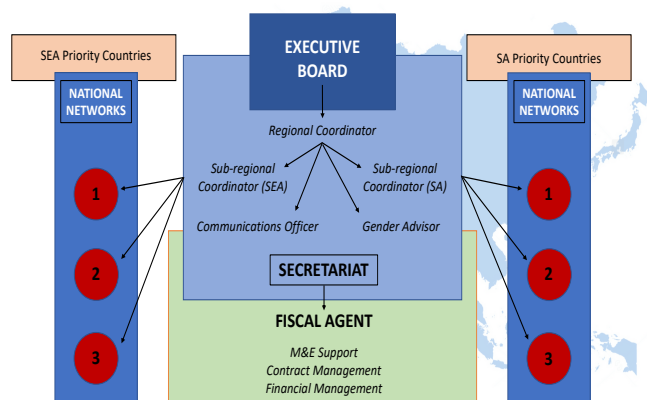 EXECUTIVE
BOARD
SEA Priority Countries
SA Priority Countries
NATIONAL
NETWORKS
NATIONAL
NETWORKS
Regional Coordinator
Sub-regional
Coordinator (SEA)
Sub-regional
Coordinator (SA)
Communications Officer
Gender Advisor
1
2
3
1
2
3
SECRETARIAT
FISCAL AGENT
M&E Support
Contract Management
Financial Management